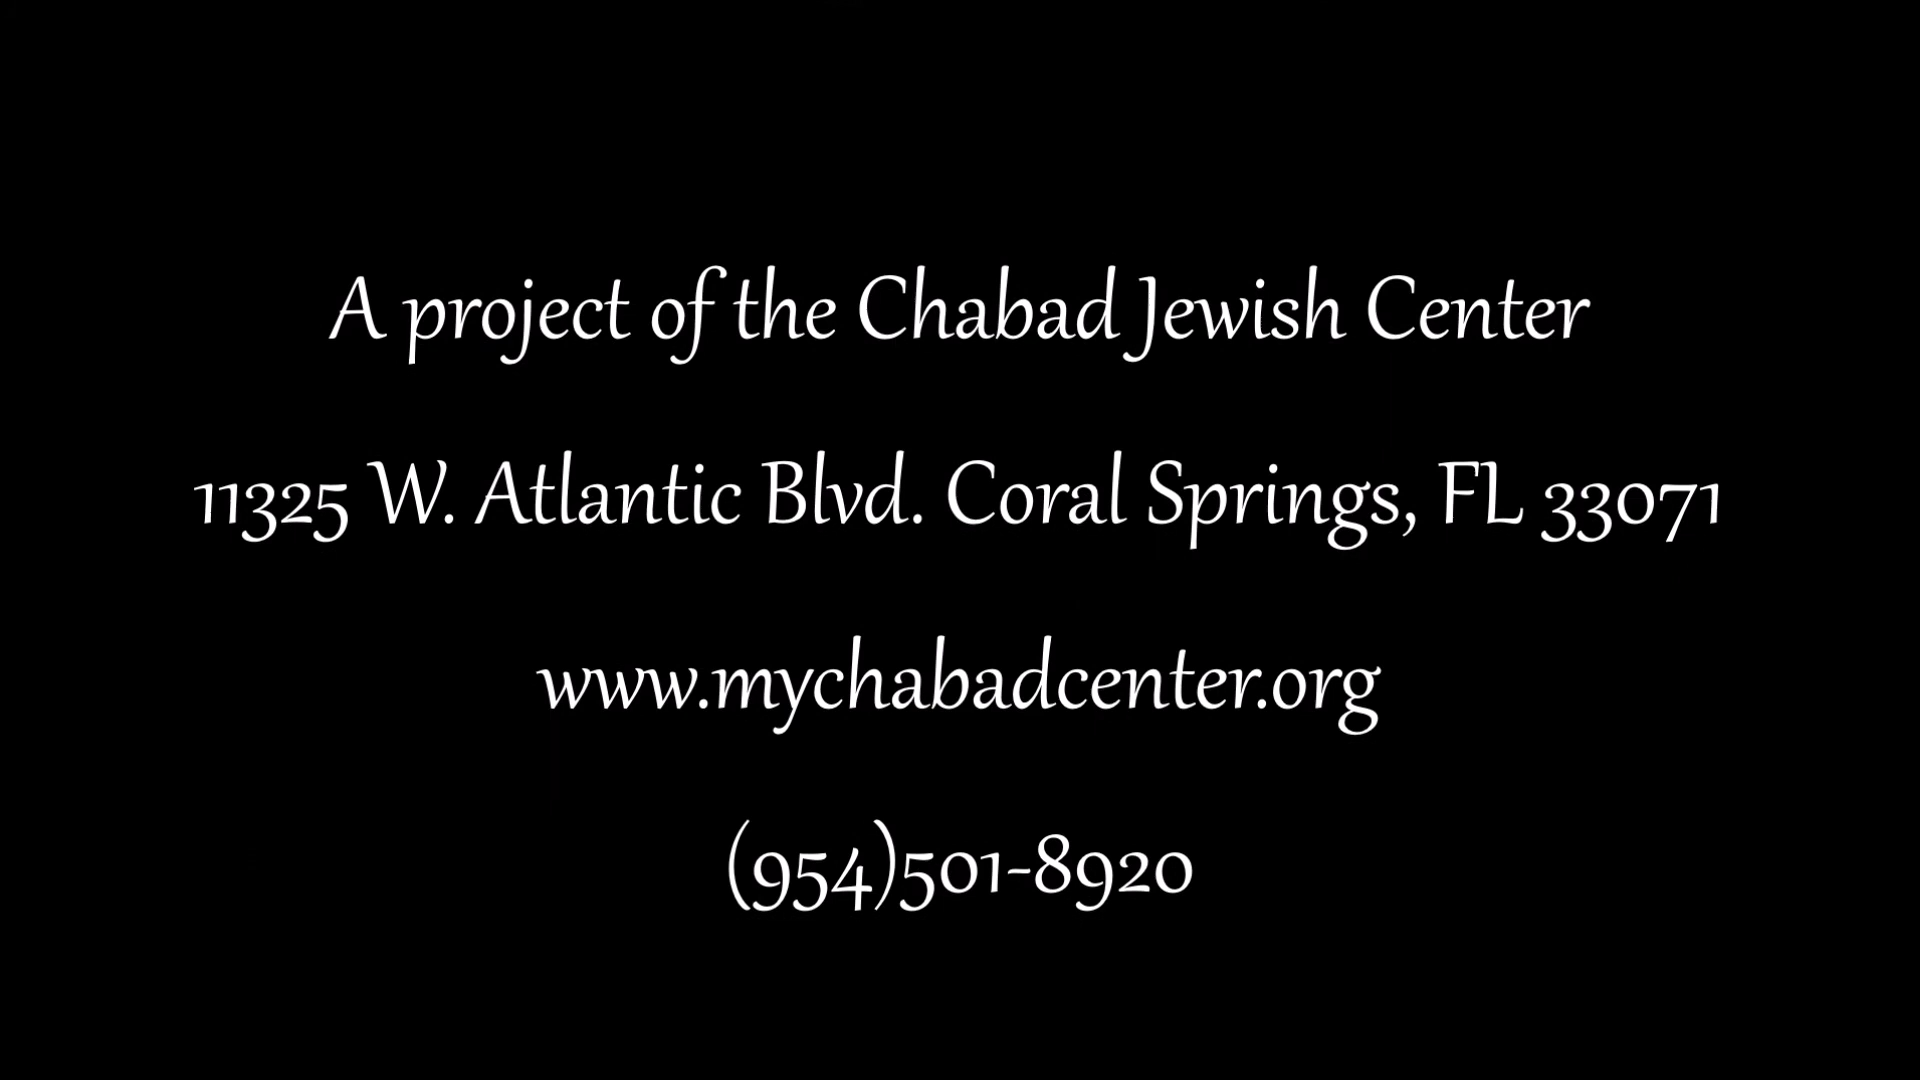 A project of the Chabad Jewish Center
11325 W. Atlantic Blvd. Coral Springs, FL 33071
www.mychabadcenter.org
(954)501-8920